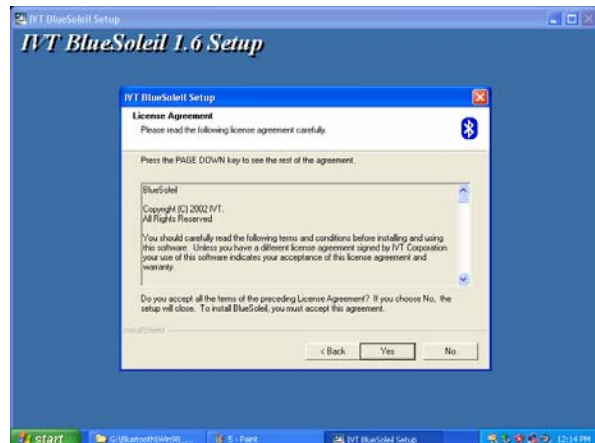 IVT BlueSoleil Setup
IVT BlueSoleil 1.6 Setup
IVT BlueSoleil Setup
License Agreement
Please read the following license agreement carefully.
Press the PAGE DOWN key to see the rest of the agreement.
BlueSoleil
Copyright (C) 2002 IVT.
All Rights Reserved
You should carefully read the following terms and conditions before installing and using
this software. Unless you have a different license agreement signed by IVT Corporation
your use of this software indicates your acceptance of this license agreement and
warranty.
Do you accept all the terms of the preceding License Agreement? If you choose No, the
setup will close. To install BlueSoleil, you must accept this agreement.
InstallShield
< Back Yes No
start G:\Bluetooth\Win98_... 5 - Paint IVT BlueSoleil Setup 12:14 PM